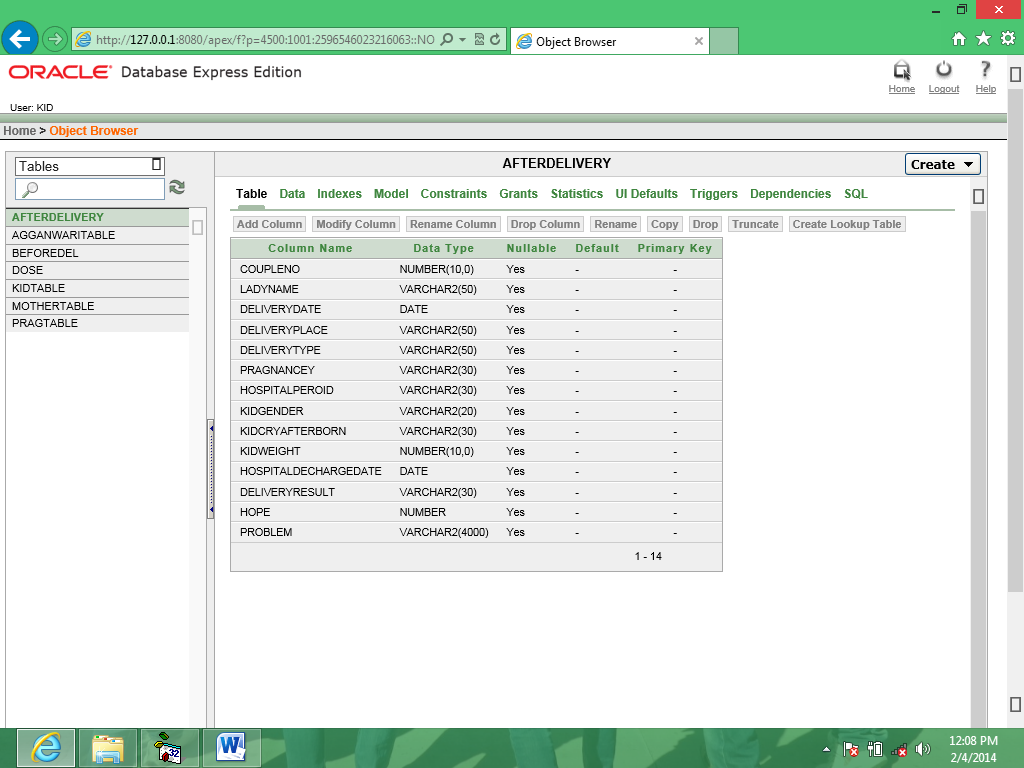 http://127.0.0.1:8080/apex/f?p=4500:1001:2596546023216063::NO
Object Browser
ORACLE® Database Express Edition
Home Logout Help
User: KID
Home > Object Browser
Tables
AFTERDELIVERY
Create
Table Data Indexes Model Constraints Grants Statistics UI Defaults Triggers Dependencies SQL
AFTERDELIVERY
AGGANWARITABLE
BEFOREDEL
DOSE
KIDTABLE
MOTHERTABLE
PRAGTABLE
Add Column Modify Column Rename Column Drop Column Rename Copy Drop Truncate Create Lookup Table
Column Name Data Type Nullable Default Primary Key
COUPLENO NUMBER(10,0) Yes - -
LADYNAME VARCHAR2(50) Yes - -
DELIVERYDATE DATE Yes - -
DELIVERYPLACE VARCHAR2(50) Yes - -
DELIVERYTYPE VARCHAR2(50) Yes - -
PRAGNANCEY VARCHAR2(30) Yes - -
HOSPITALPEROID VARCHAR2(30) Yes - -
KIDGENDER VARCHAR2(20) Yes - -
KIDCRYAFTERBORN VARCHAR2(30) Yes - -
KIDWEIGHT NUMBER(10,0) Yes - -
HOSPITALDECHARGEDATE DATE Yes - -
DELIVERYRESULT VARCHAR2(30) Yes - -
HOPE NUMBER Yes - -
PROBLEM VARCHAR2(4000) Yes - -
1 - 14
32
W
12:08 PM
2/4/2014